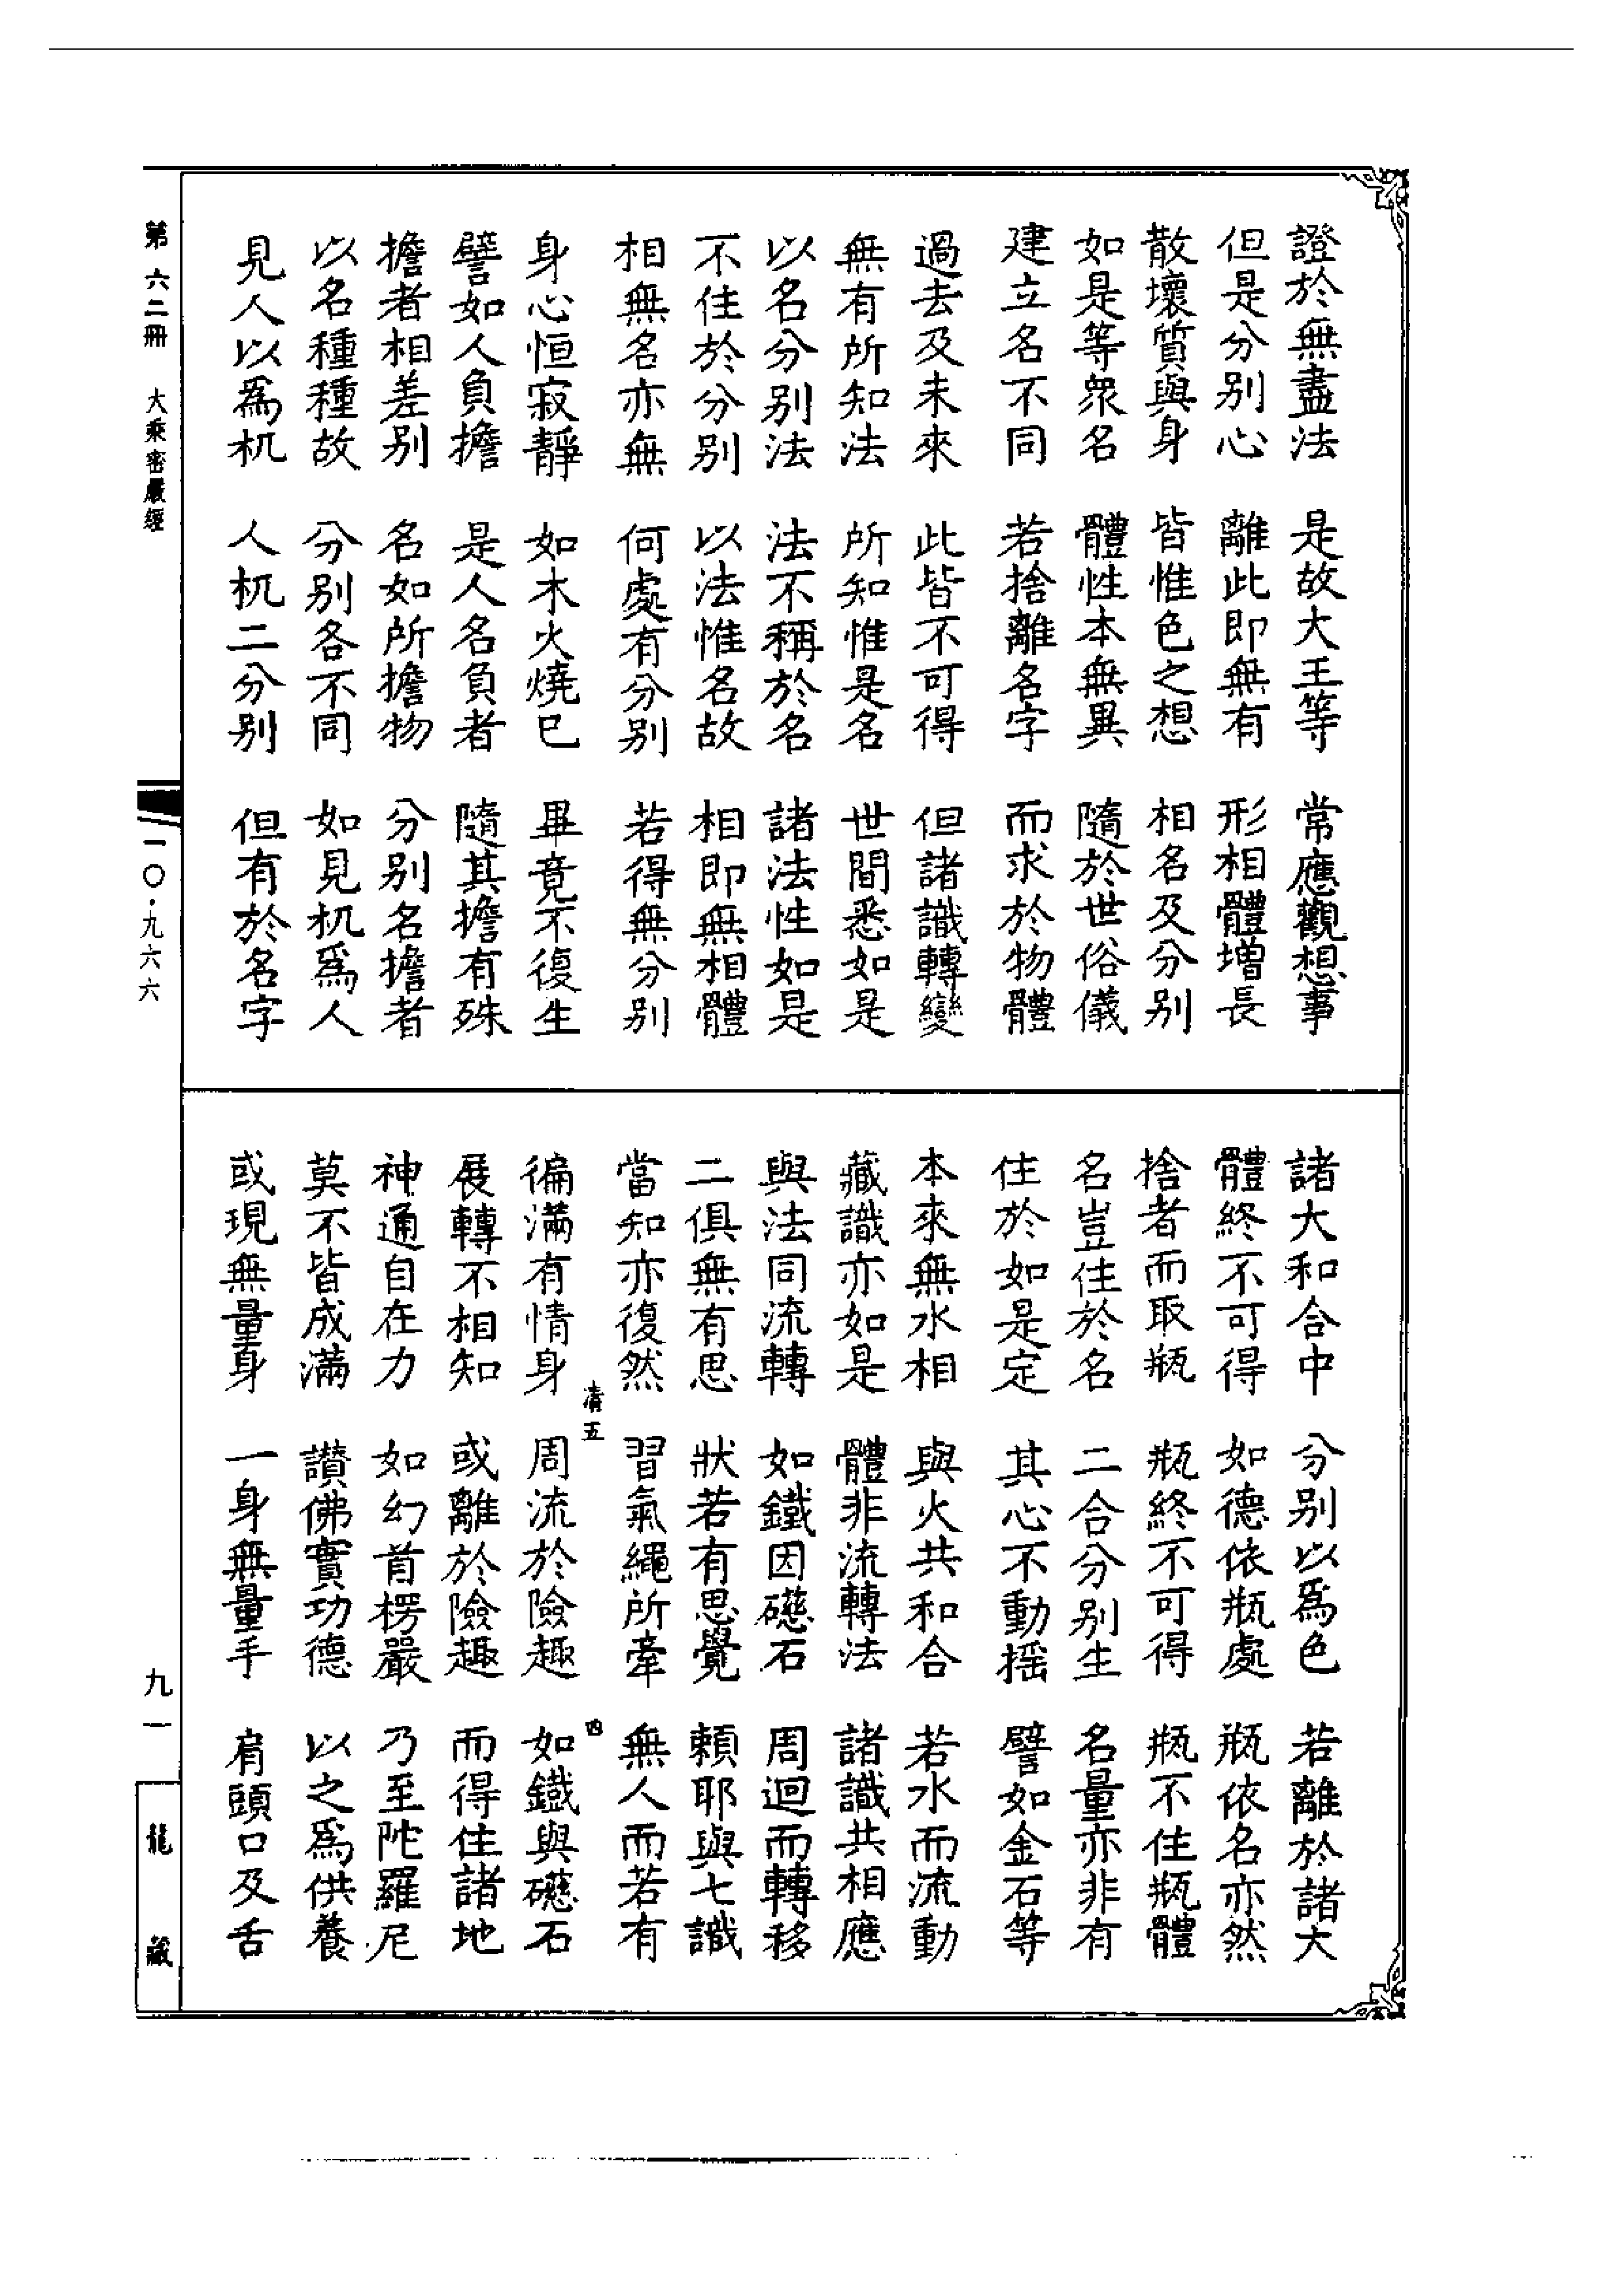 證於無盡法　是故大王等　常應觀想事
但是分别心　離此即無有　形相體增長
散壞質與身　皆惟色之想　相名及分别
如是等衆名　體性本無異　隨於世俗儀
建立名不同　若捨離名字　而求於物體
過去及未來　此皆不可得　但諸識轉變
無有所知法　所知惟是名　世間悉如是
以名分别法　法不稱於名　諸法性如是
不住於分别　以法惟名故　相即無相體
相無名亦無　何處有分别　若得無分别
身心恒寂靜　如木火燒已　畢竟不復生
譬如人負擔　是人名負者　隨其擔有殊
擔者相差别　名如所擔物　分别名擔者
以名種種故　分别各不同　如見杌爲人
見人以爲杌　人杌二分别　但有於名字
諸大和合中　分别以爲色　若離於諸大
體終不可得　如德依瓶處　瓶依名亦然
捨者而取瓶　瓶終不可得　瓶不住瓶體
名豈住於名　二合分别生　名量亦非有
住於如是定　其心不動摇　譬如金石等
本來無水相　與火共和合　若水而流動
藏識亦如是　體非流轉法　諸識共相應
與法同流轉　如鐵因礠石　周迴而轉移
二俱無有思　狀若有思覺　賴耶與七識
當知亦復然　習氣繩所牽　無人而若有
清五　四
徧滿有情身　周流於險趣　如鐵與礠石
展轉不相知　或離於險趣　而得住諸地
神通自在力　如幻首楞嚴　乃至陀羅尼
莫不皆成滿　讚佛實功德　以之爲供養
或現無量身　一身無量手　肩頭口及舌
第六二冊　大乘密嚴經
一〇·九六六
九一
龍藏